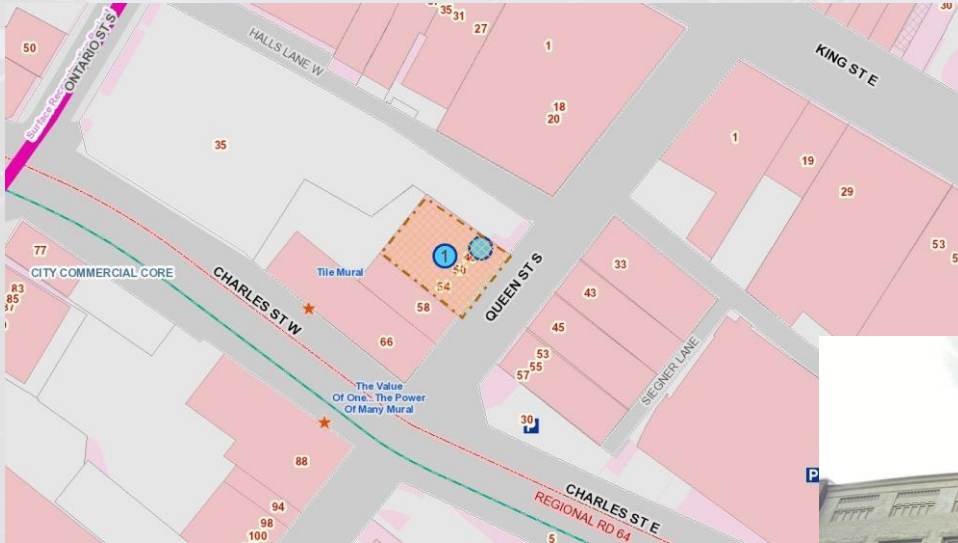 35
31
27
30
50
ONTARIO ST S
HALLS LANE W
1
18
20
KING ST E
35
1
19
29
77
CITY COMMERCIAL CORE
83
85
87
Tile Mural
CHARLES ST W
1
50
54
58
66
QUEEN ST S
33
43
45
53
55
57
53
SIEGNER LANE
The Value
Of One... The Power
Of Many Mural
30
P
P
88
94
98
100
CHARLES ST E
REGIONAL RD 64
5